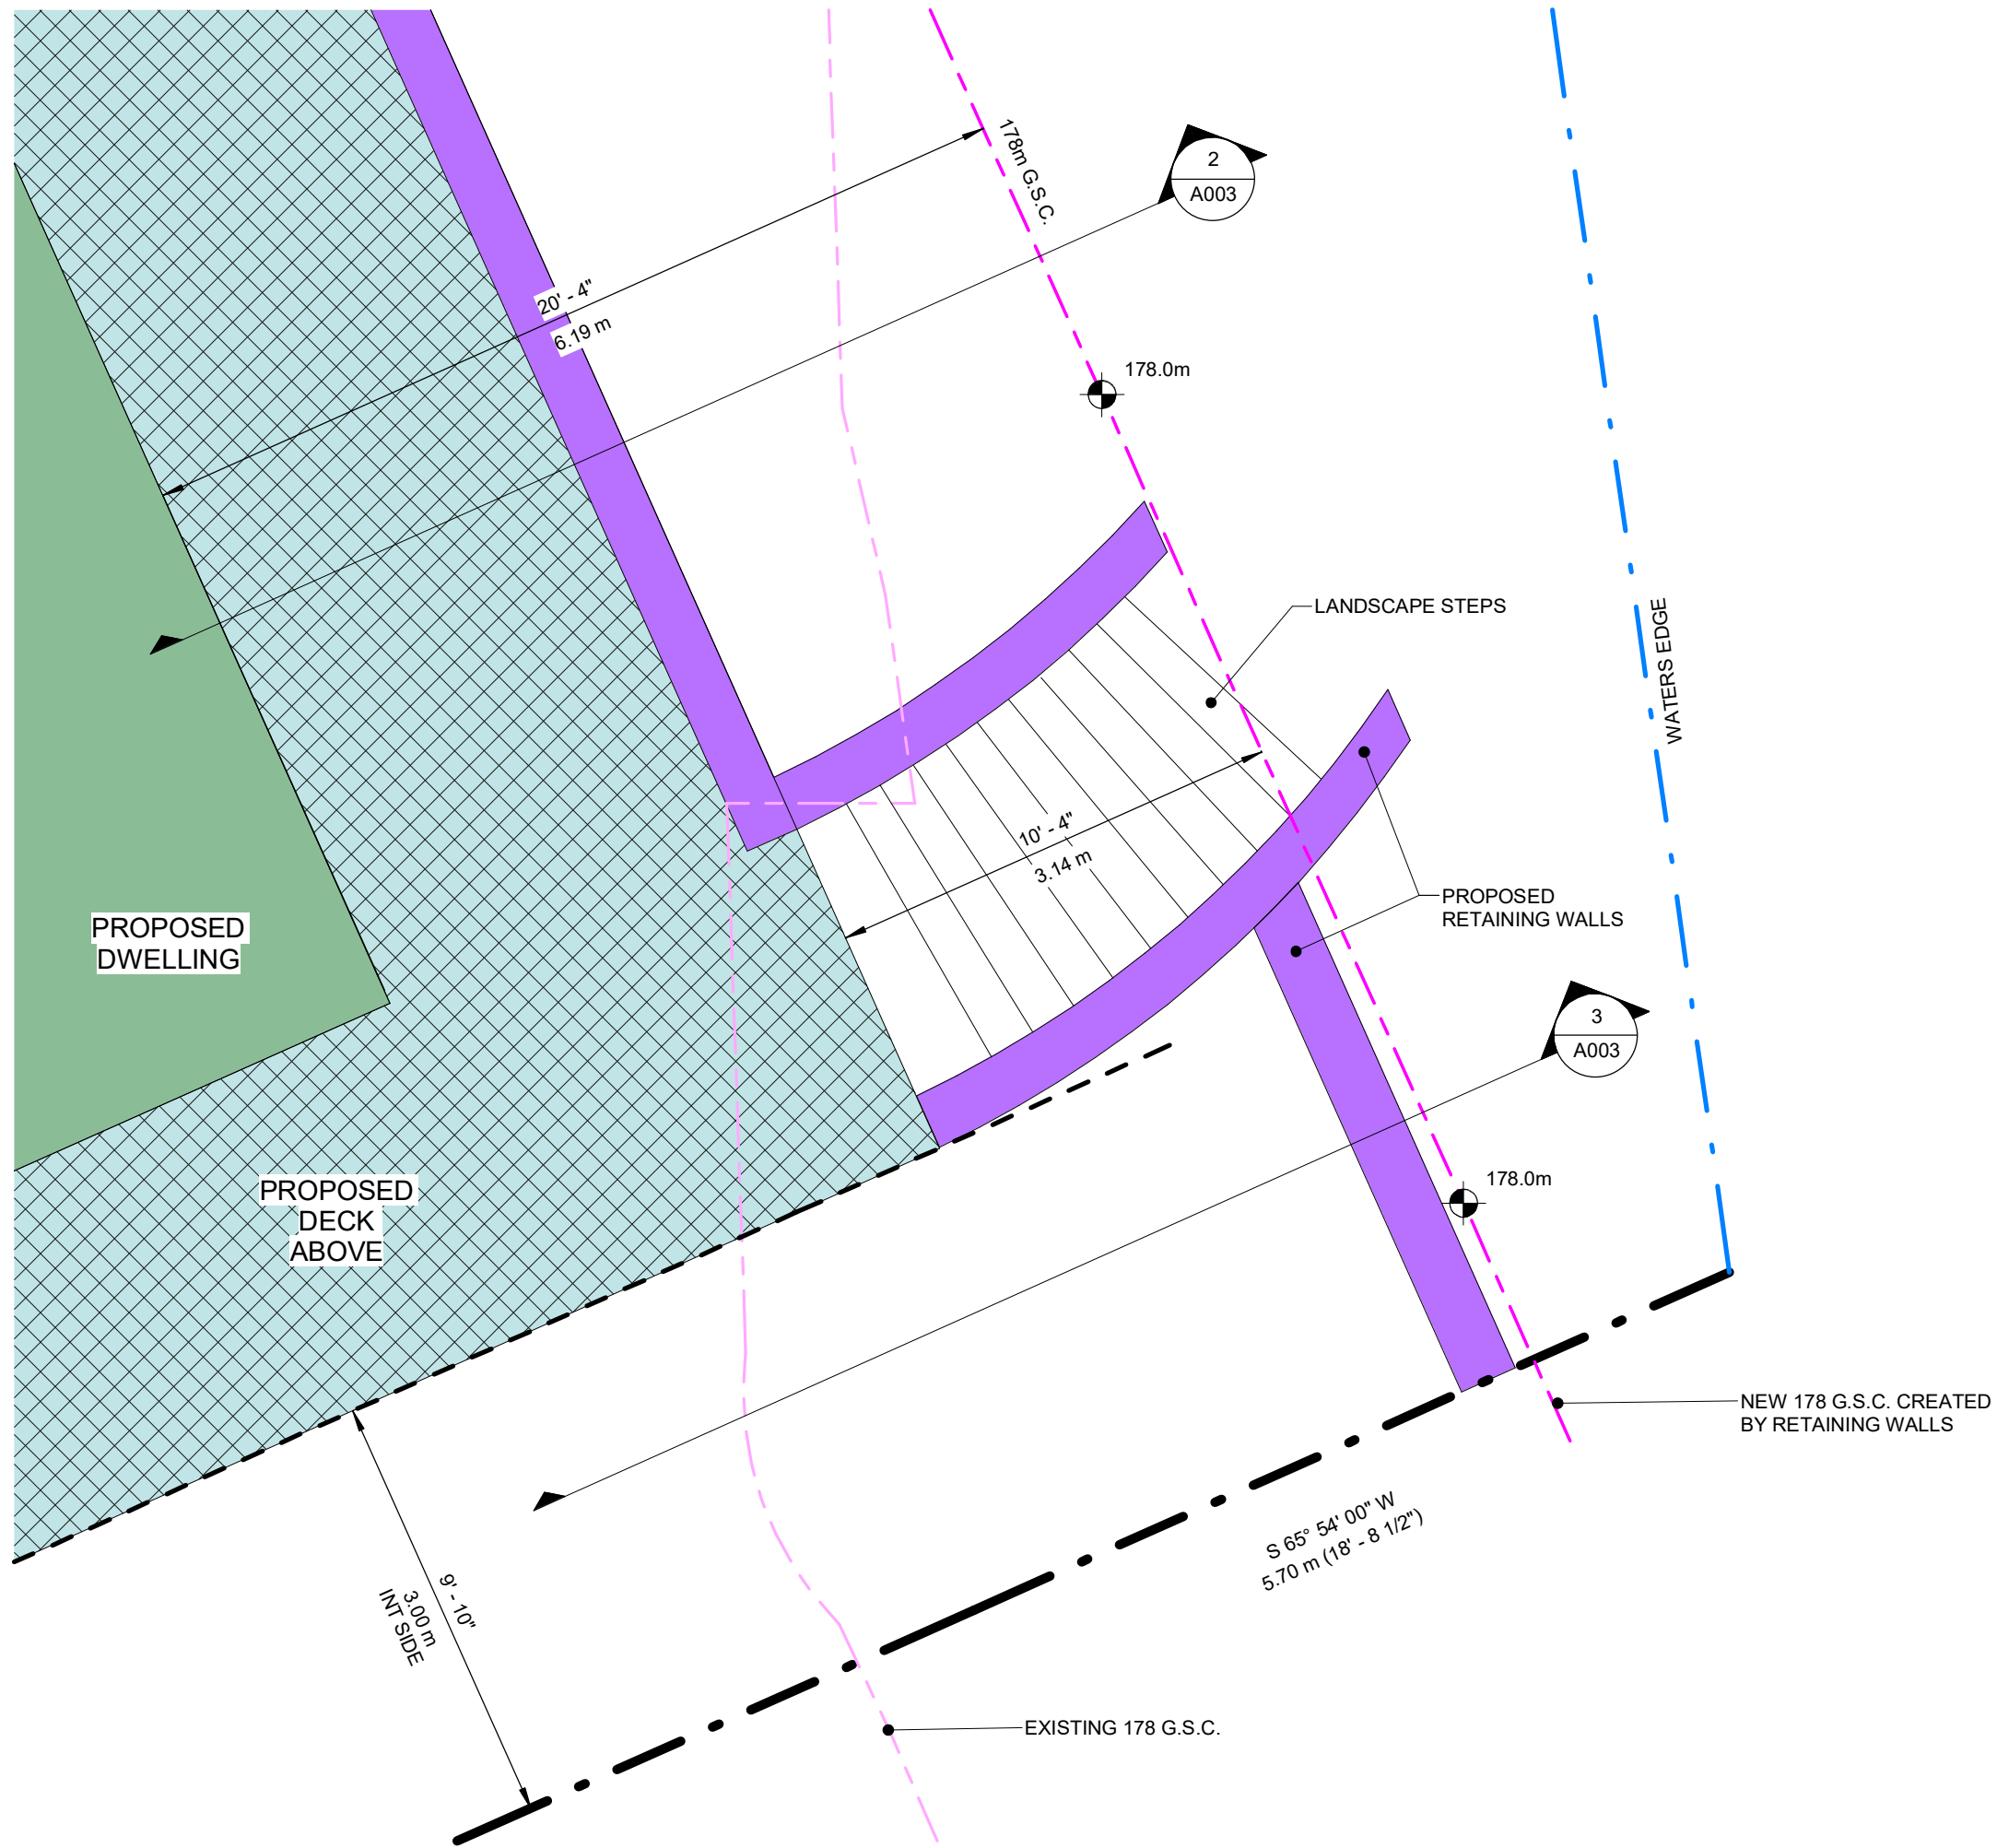 178m G.S.C.
2
A003
20' - 4"
6.19 m
178.0m
LANDSCAPE STEPS
WATERS EDGE
10' - 4"
3.14 m
PROPOSED
RETAINING WALLS
PROPOSED
DWELLING
3
A003
178.0m
PROPOSED
DECK
ABOVE
NEW 178 G.S.C. CREATED
BY RETAINING WALLS
S 65° 54' 00" W
5.70 m (18' - 8 1/2")
9' - 10"
3.00 m
INT SIDE
EXISTING 178 G.S.C.